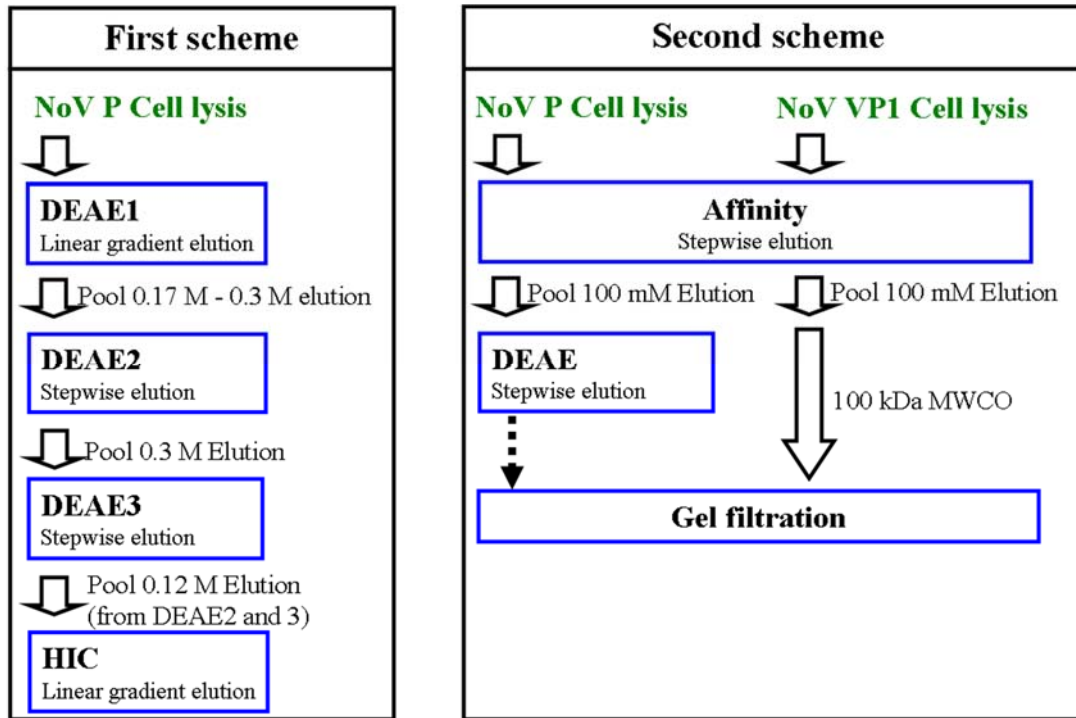 First scheme
NoV P Cell lysis
DEAE1
Linear gradient elution
Pool 0.17 M - 0.3 M elution
DEAE2
Stepwise elution
Pool 0.3 M Elution
DEAE3
Stepwise elution
Pool 0.12 M Elution
(from DEAE2 and 3)
HIC
Linear gradient elution
Second scheme
NoV P Cell lysis
NoV VP1 Cell lysis
Affinity
Stepwise elution
Pool 100 mM Elution
Pool 100 mM Elution
DEAE
Stepwise elution
100 kDa MWCO
Gel filtration